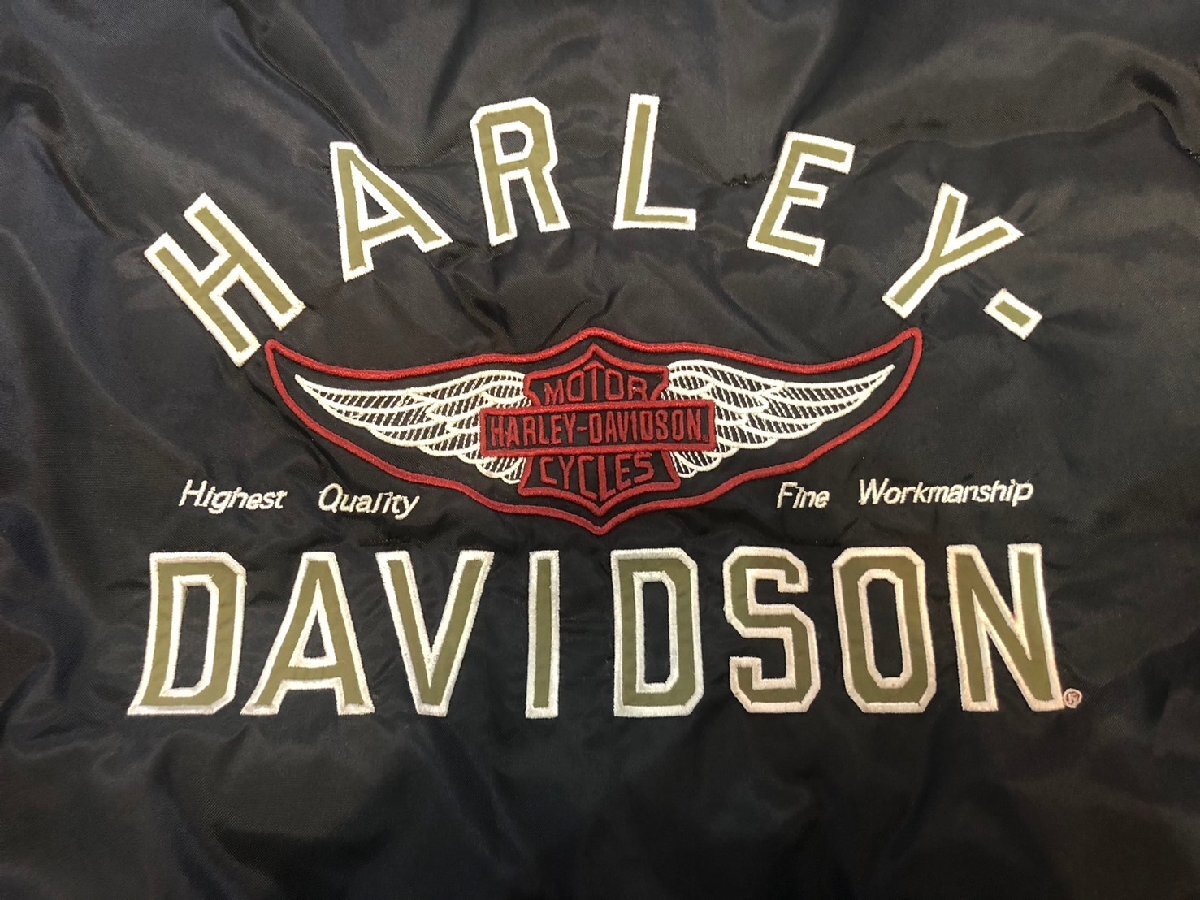 HARLEY-
MOTOR
HARLEY-DAVIDSON
CYCLES
Highest Quality Fine Workmanship
DAVIDSON®